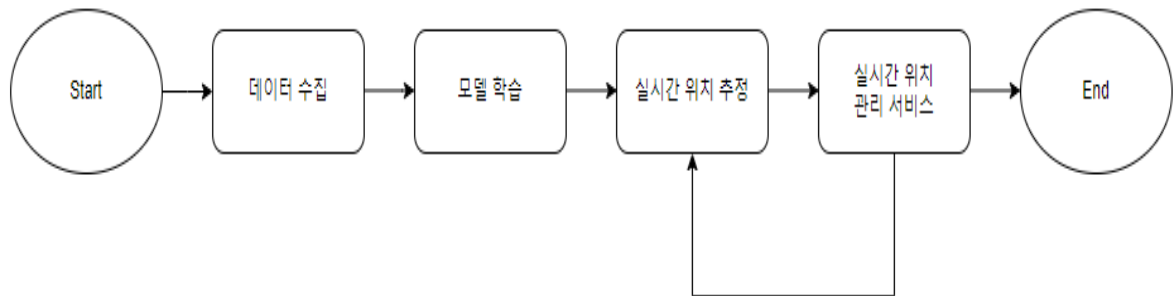 Start
데이터 수집
모델 학습
실시간 위치 추정
실시간 위치
관리 서비스
End